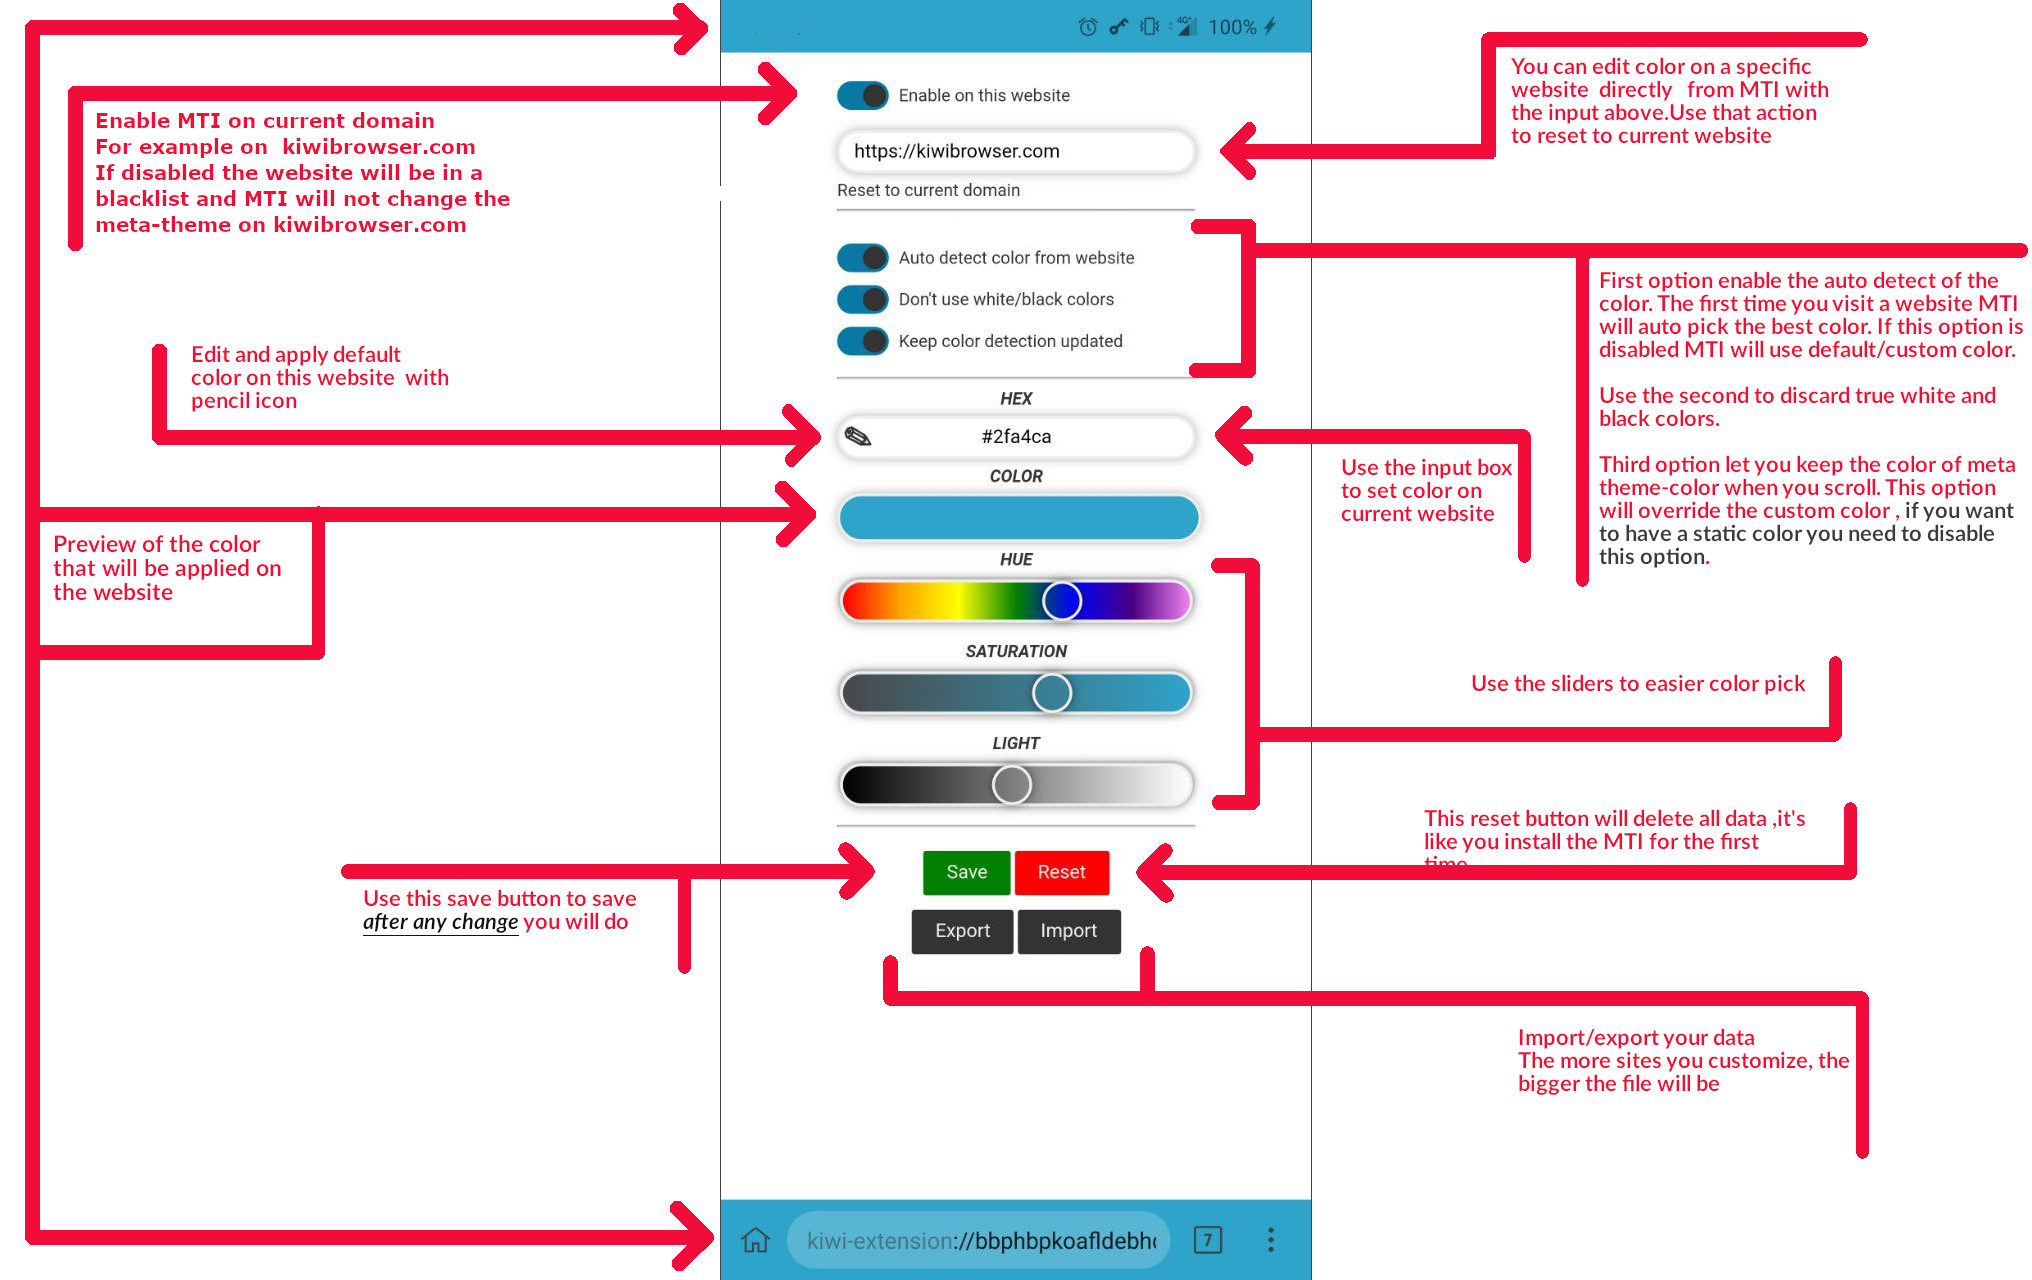 4G+ 100%
Enable on this website
https://kiwibrowser.com
Reset to current domain
Auto detect color from website
Don't use white/black colors
Keep color detection updated
HEX
#2fa4ca
COLOR
HUE
SATURATION
LIGHT
Save Reset
Export Import
kiwi-extension://bbphbpkoafldebh
7
Enable MTI on current domain
For example on kiwibrowser.com
If disabled the website will be in a
blacklist and MTI will not change the
meta-theme on kiwibrowser.com
Edit and apply default
color on this website with
pencil icon
Preview of the color
that will be applied on
the website
Use this save button to save
after any change you will do
You can edit color on a specific
website directly from MTI with
the input above.Use that action
to reset to current website
First option enable the auto detect of the
color. The first time you visit a website MTI
will auto pick the best color. If this option is
disabled MTI will use default/custom color.
Use the second to discard true white and
black colors.
Third option let you keep the color of meta
theme-color when you scroll. This option
will override the custom color , if you want
to have a static color you need to disable
this option.
Use the input box
to set color on
current website
Use the sliders to easier color pick
This reset button will delete all data ,it's
like you install the MTI for the first
time
Import/export your data
The more sites you customize, the
bigger the file will be